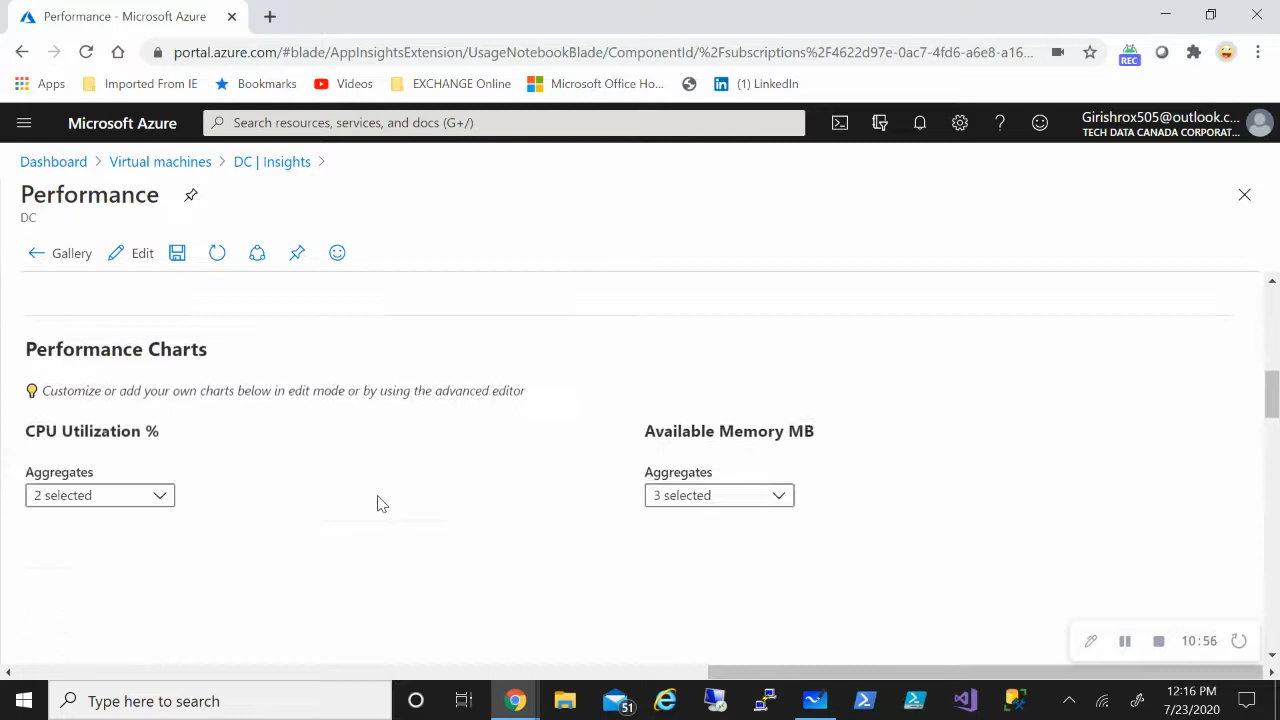 Performance - Microsoft Azure
portal.azure.com/#blade/AppInsightsExtension/UsageNotebookBlade/ComponentId/%2Fsubscriptions%2F4622d97e-0ac7-4fd6-a6e8-a16...
REC
Apps
Imported From IE
Bookmarks
Videos
EXCHANGE Online
Microsoft Office Ho...
(1) LinkedIn
Microsoft Azure
Search resources, services, and docs (G+/)
Girishrox505@outlook.c...
TECH DATA CANADA CORPORAT...
Dashboard > Virtual machines > DC | Insights >
Performance
DC
Gallery
Edit
Performance Charts
Customize or add your own charts below in edit mode or by using the advanced editor
CPU Utilization %
Aggregates
2 selected
Available Memory MB
Aggregates
3 selected
10:56
Type here to search
51
12:16 PM
7/23/2020